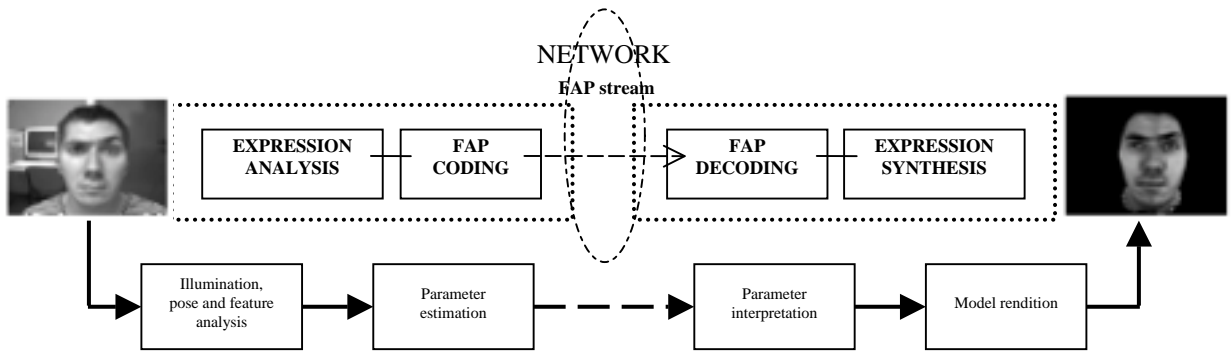 NETWORK
FAP stream
EXPRESSION
ANALYSIS
FAP
CODING
FAP
DECODING
EXPRESSION
SYNTHESIS
Illumination,
pose and feature
analysis
Parameter
estimation
Parameter
interpretation
Model rendition